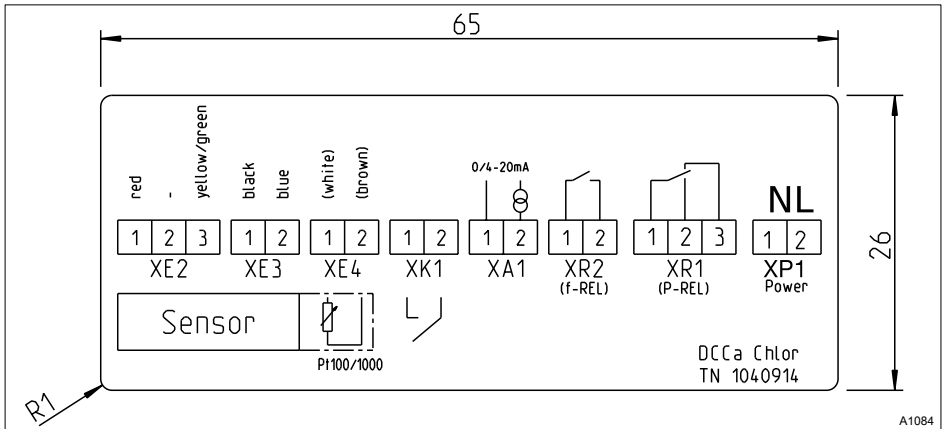 65
red
-
yellow/green
black
blue
(white)
(brown)
0/4-20mA
NL
1 2 3
1 2
1 2
1 2
1 2
1 2
1 2 3
1 2
XE2
XE3
XE4
XK1
XA1
XR2
(f-REL)
XR1
(P-REL)
XP1
Power
26
Sensor
Pt100/1000
DCCa Chlor
TN 1040914
R1
A1084